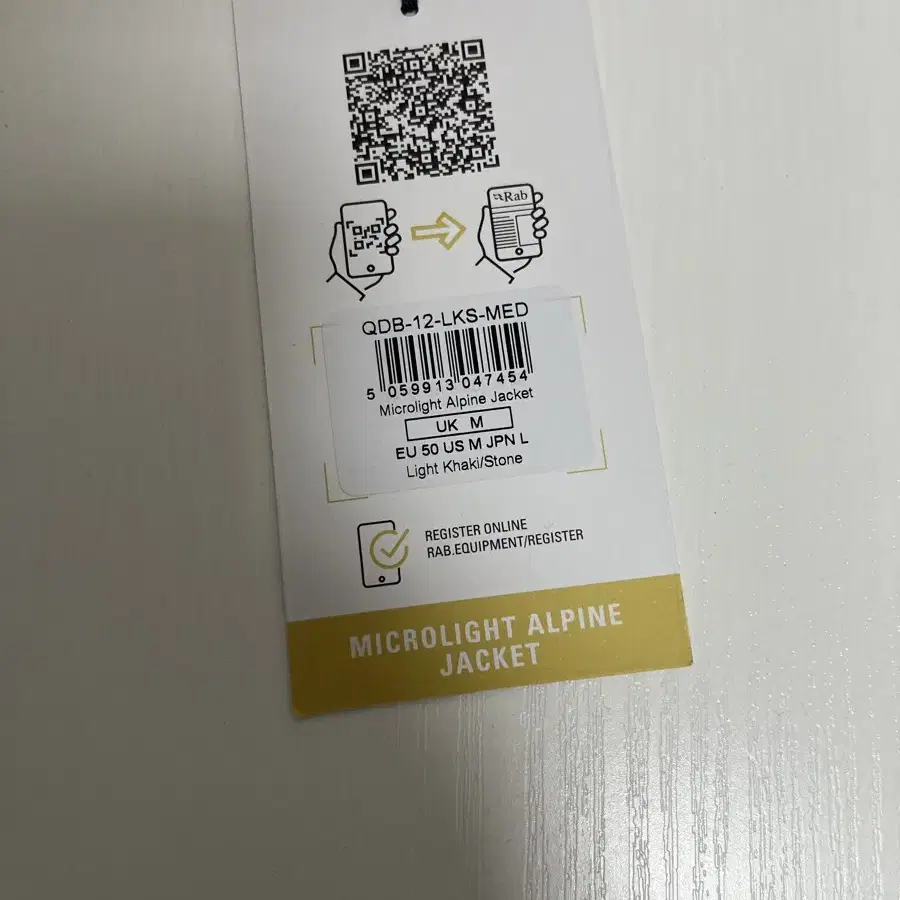 Rab
QDB-12-LKS-MED
5 059913 047454
Microlight Alpine Jacket
UK M
EU 50 US M JPN L
Light Khaki/Stone
REGISTER ONLINE
RAB.EQUIPMENT/REGISTER
MICROLIGHT ALPINE
JACKET